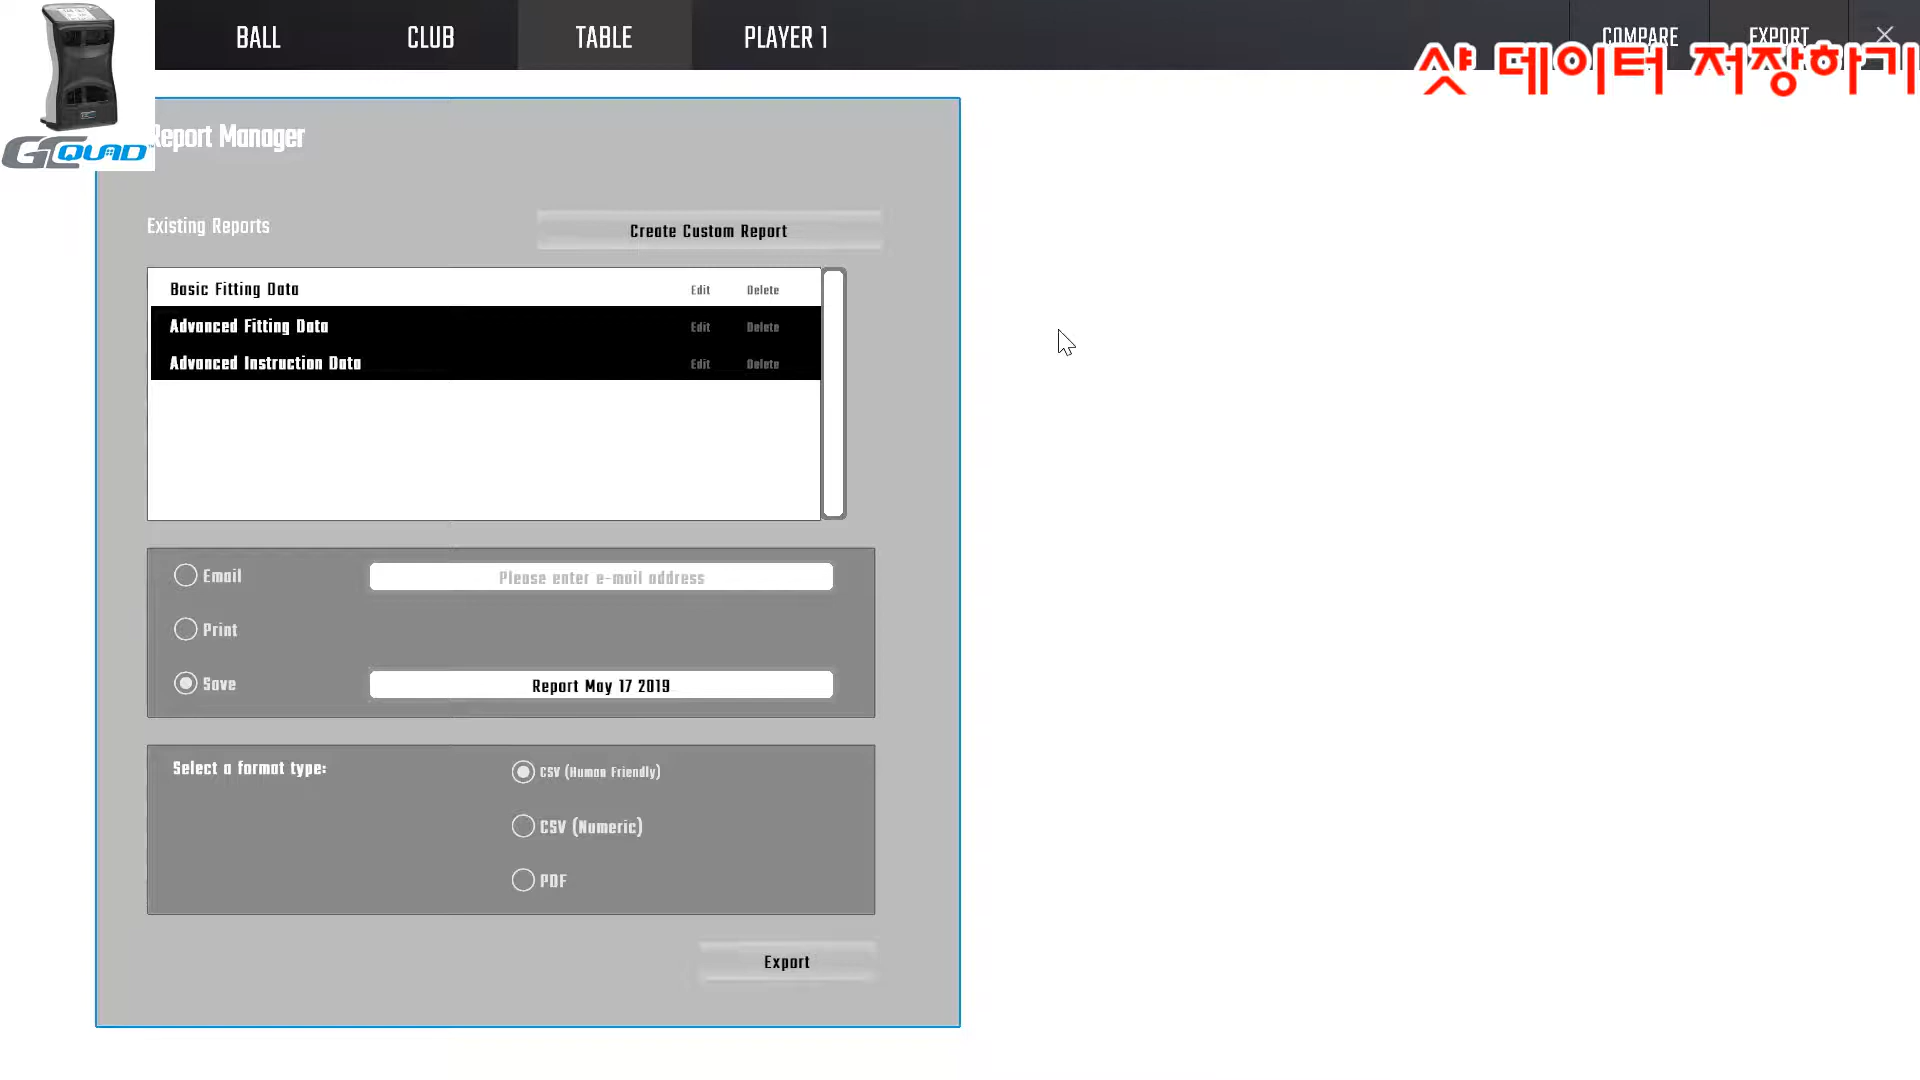 BALL CLUB TABLE PLAYER 1 COMPARE EXPORT
샷 데이터 저장하기
GCQUAD
Report Manager
Existing Reports Create Custom Report
Basic Fitting Data Edit Delete
Advanced Fitting Data Edit Delete
Advanced Instruction Data Edit Delete
Email Please enter e-mail address
Print
Save Report May 17 2019
Select a format type: CSV (Human Friendly)
CSV (Numeric)
PDF
Export